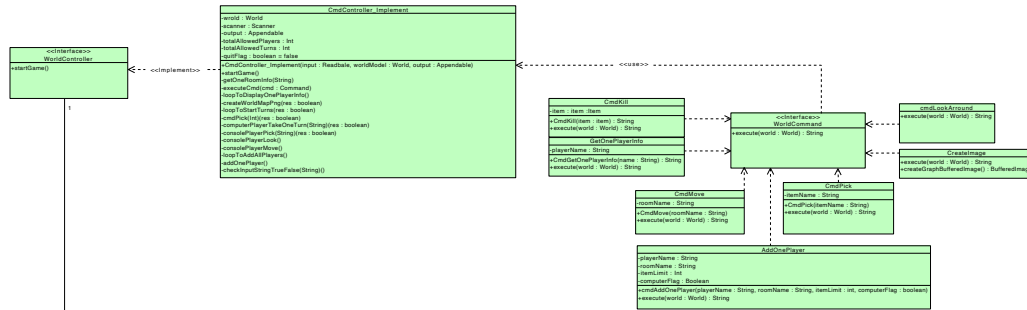 <<Interface>>
WorldController
+startGame()
1
<<Implement>>
CmdController_Implement
-wrold : World
-scanner : Scanner
-output : Appendable
-totalAllowedPlayers : Int
-totalAllowedTurns : Int
-quitFlag : boolean = false
+CmdController_Implement(input : Readbale, worldModel : World, output : Appendable)
+startGame()
-getOneRoomInfo(String)
-executeCmd(cmd : Command)
-loopToDisplayOnePlayerInfo()
-createWorldMapPng(res : boolean)
-loopToStartTurns(res : boolean)
-cmdPick(Int)(res : boolean)
-computerPlayerTakeOneTurn(String)(res : boolean)
-consolePlayerPick(String)(res : boolean)
-consolePlayerLook()
-consolePlayerMove()
-loopToAddAllPlayers()
-addOnePlayer()
-checkInputStringTrueFalse(String)()
<<use>>
CmdKill
-item : item :Item
+CmdKill(item : item) : String
-execute(world : World) : String
GetOnePlayerInfo
-playerName : String
+CmdGetOnePlayerInfo(name : String) : String
-execute(world : World) : String
<<Interface>>
WorldCommand
+execute(world : World) : String
cmdLookArround
+execute(world : World) : String
CreateImage
+execute(world : World) : String
+createGraphBufferedImage() : BufferedImag
CmdMove
-roomName : String
+CmdMove(roomName : String)
+execute(world : World) : String
CmdPick
-itemName : String
+CmdPick(itemName : String)
+execute(world : World) : String
AddOnePlayer
-playerName : String
-roomName : String
-itemLimit : Int
-computerFlag : Boolean
+cmdAddOnePlayer(playerName : String, roomName : String, itemLimit : int, computerFlag : boolean)
+execute(world : World) : String